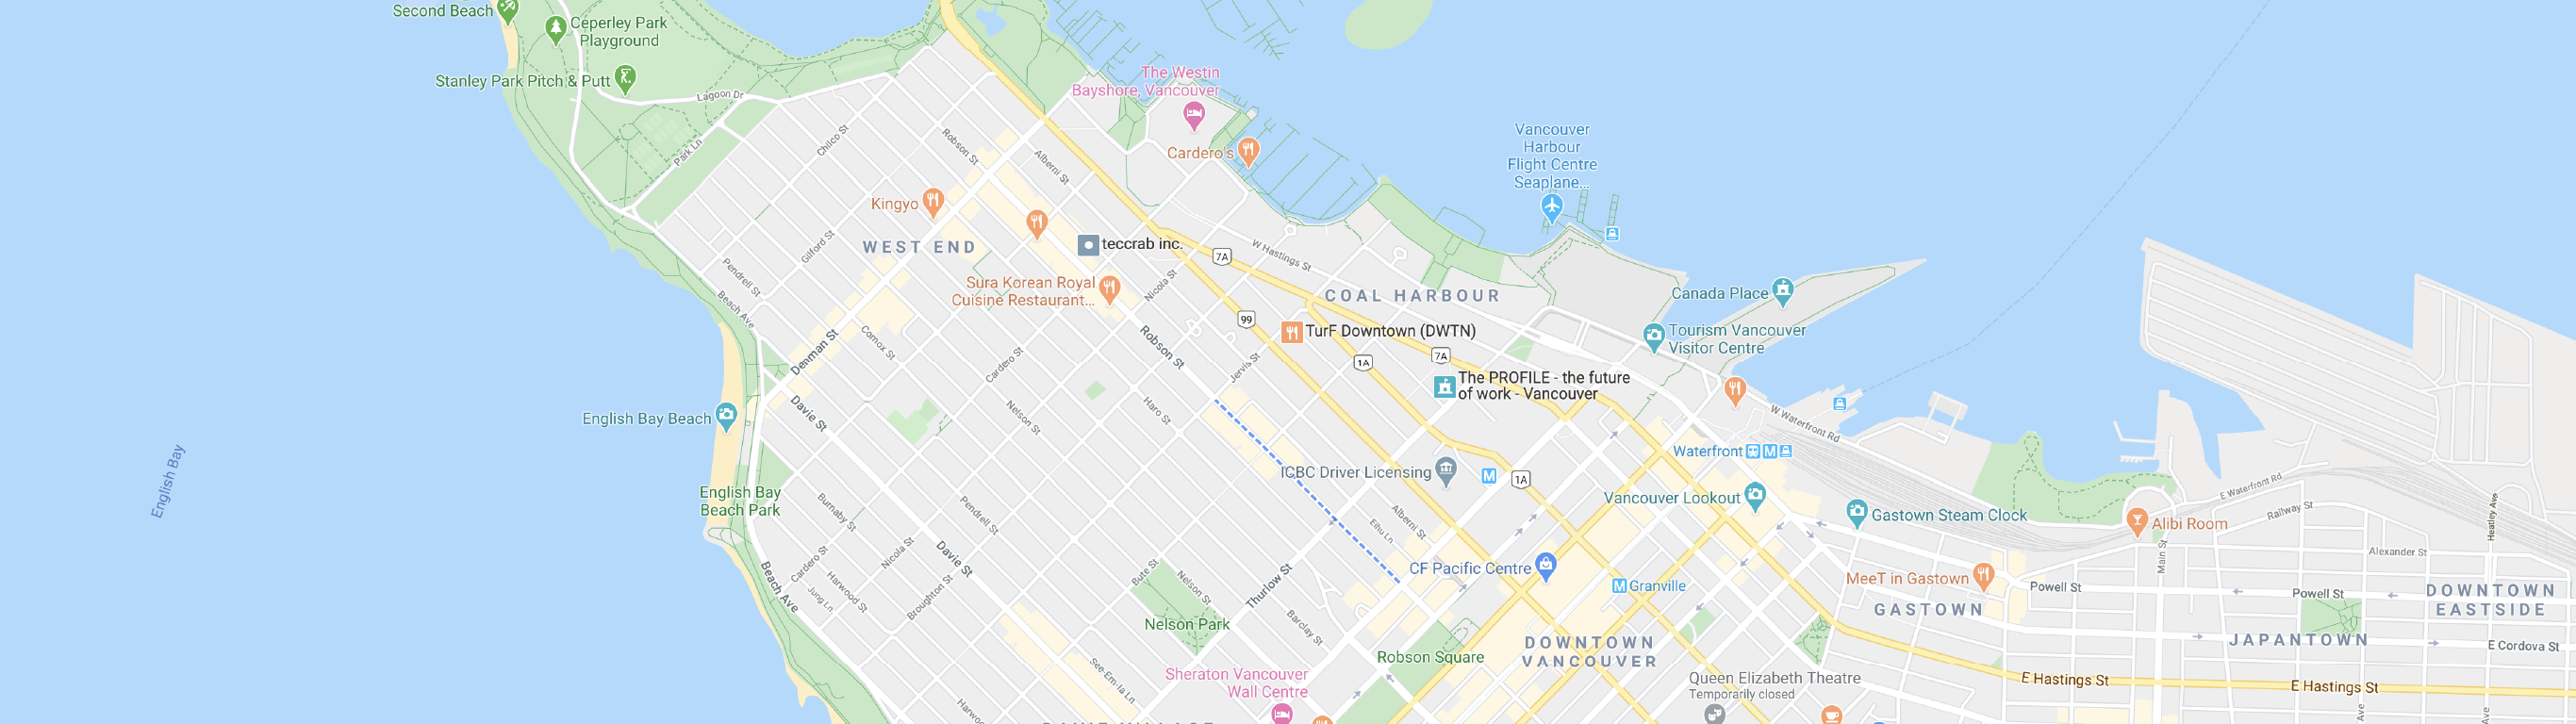 Second Beach
Ceperley Park
Playground
Stanley Park Pitch & Putt
Lagoon Dr
The Westin
Bayshore, Vancouver
Cardero's
Vancouver
Harbour
Flight Centre
Seaplane...
Chilco St
Robson St
Park Ln
Alberni St
Kingyo
WEST END
teccrab inc.
Gilford St
Pendrell St
Beach Ave
Sura Korean Royal
Cuisine Restaurant...
Nicola St
7A
W Hastings St
COAL HARBOUR
99
TurF Downtown (DWTN)
1A
7A
Canada Place
Tourism Vancouver
Visitor Centre
Denman St
Comox St
Cardero St
Robson St
Jervis St
The PROFILE - the future
of work - Vancouver
Davie St
Nelson St
Haro St
English Bay Beach
English Bay
W Waterfront Rd
Waterfront
M
ICBC Driver Licensing
M
1A
Vancouver Lookout
Gastown Steam Clock
E Waterfront Rd
Railway St
Heatley Ave
Alibi Room
English Bay
Beach Park
Burnaby St
Pendrell St
Alberni St
Eihu Ln
Cardero St
Nicola St
Davie St
Harwood St
Jung Ln
Broughton St
Beach Ave
Bute St
Nelson St
Thurlow St
Barclay St
Nelson Park
CF Pacific Centre
M
Granville
Main St
Alexander St
MeeT in Gastown
Powell St
Powell St
GASTOWN
DOWNTOWN
EASTSIDE
JAPANTOWN
E Cordova St
DOWNTOWN
VANCOUVER
Robson Square
See-Em-Ia Ln
Sheraton Vancouver
Wall Centre
Queen Elizabeth Theatre
Temporarily closed
E Hastings St
E Hastings St
Ave
Ave